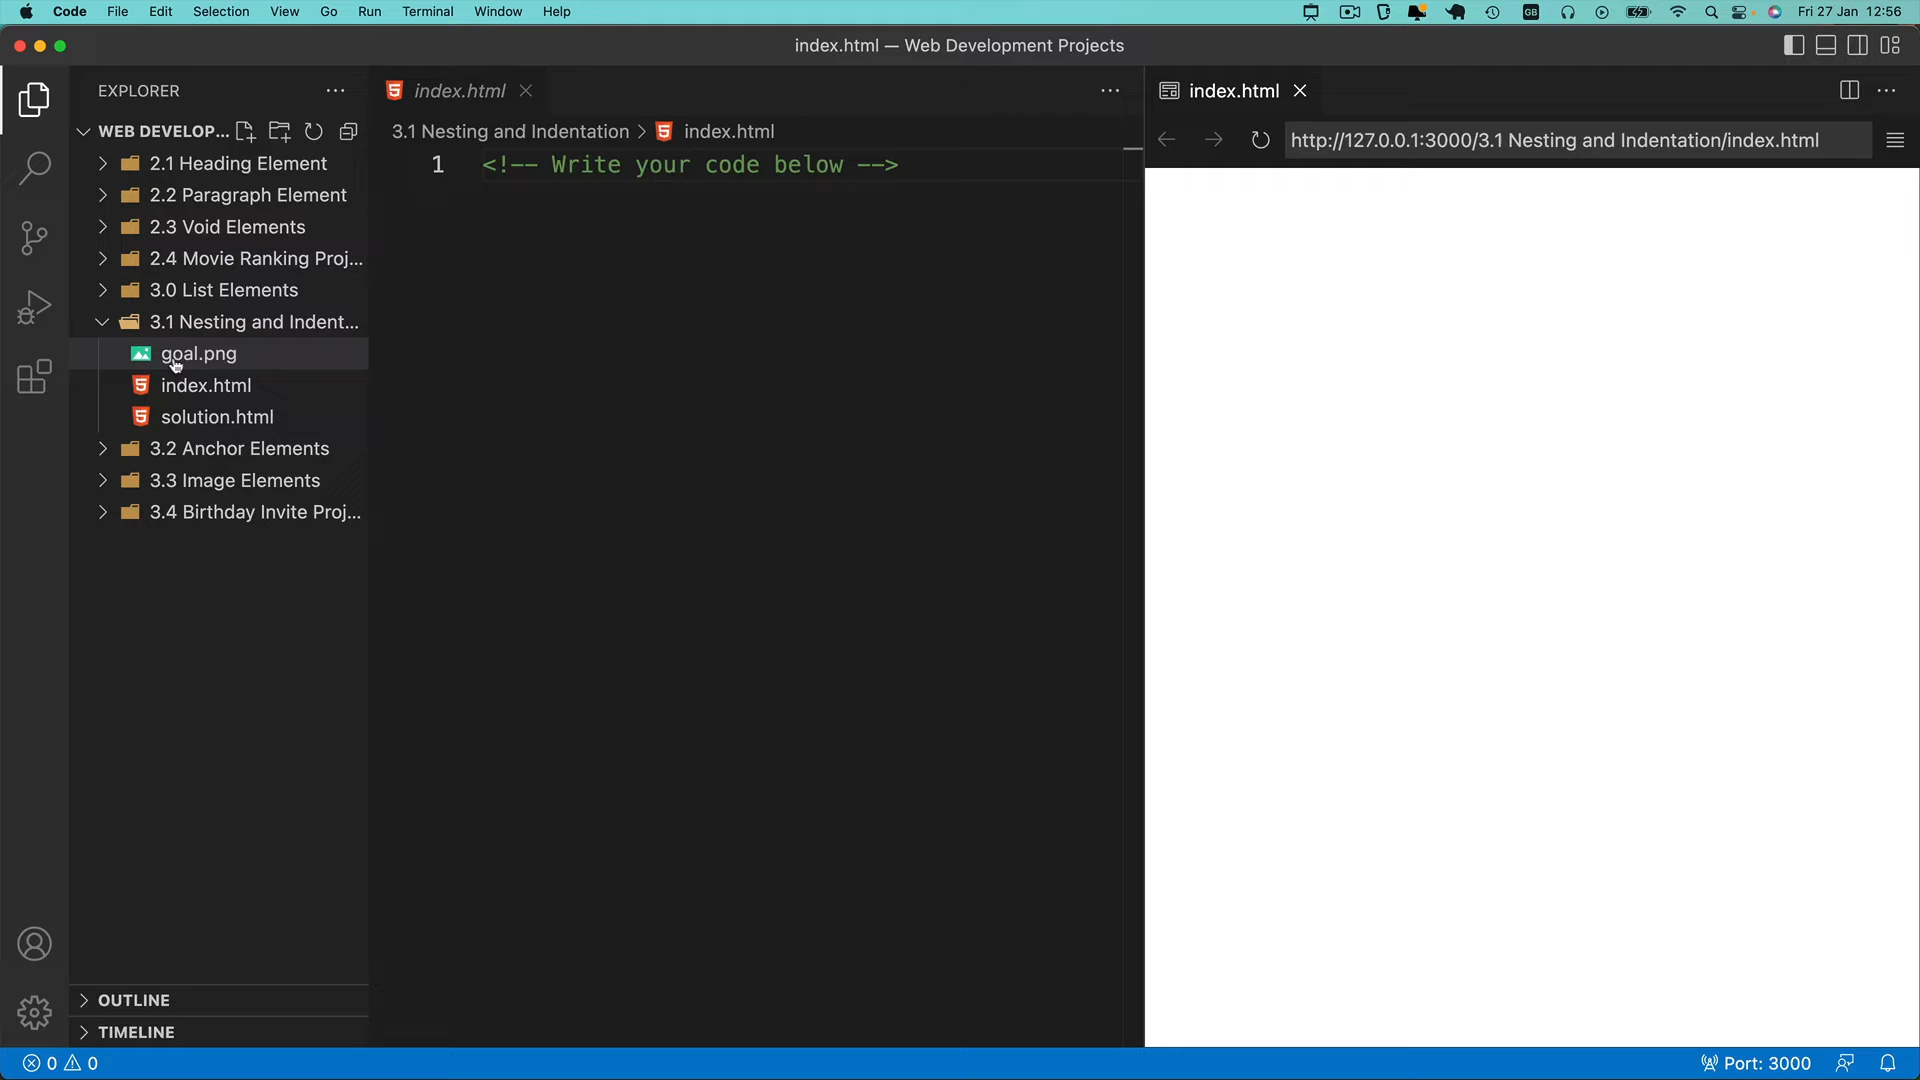 Code File Edit Selection View Go Run Terminal Window Help GB Fri 27 Jan 12:56
index.html — Web Development Projects
EXPLORER
WEB DEVELOP...
2.1 Heading Element
2.2 Paragraph Element
2.3 Void Elements
2.4 Movie Ranking Proj...
3.0 List Elements
3.1 Nesting and Indent...
goal.png
index.html
solution.html
3.2 Anchor Elements
3.3 Image Elements
3.4 Birthday Invite Proj...
OUTLINE
TIMELINE
index.html
3.1 Nesting and Indentation > index.html
1 <!-- Write your code below -->
index.html
http://127.0.0.1:3000/3.1 Nesting and Indentation/index.html
0 0 Port: 3000